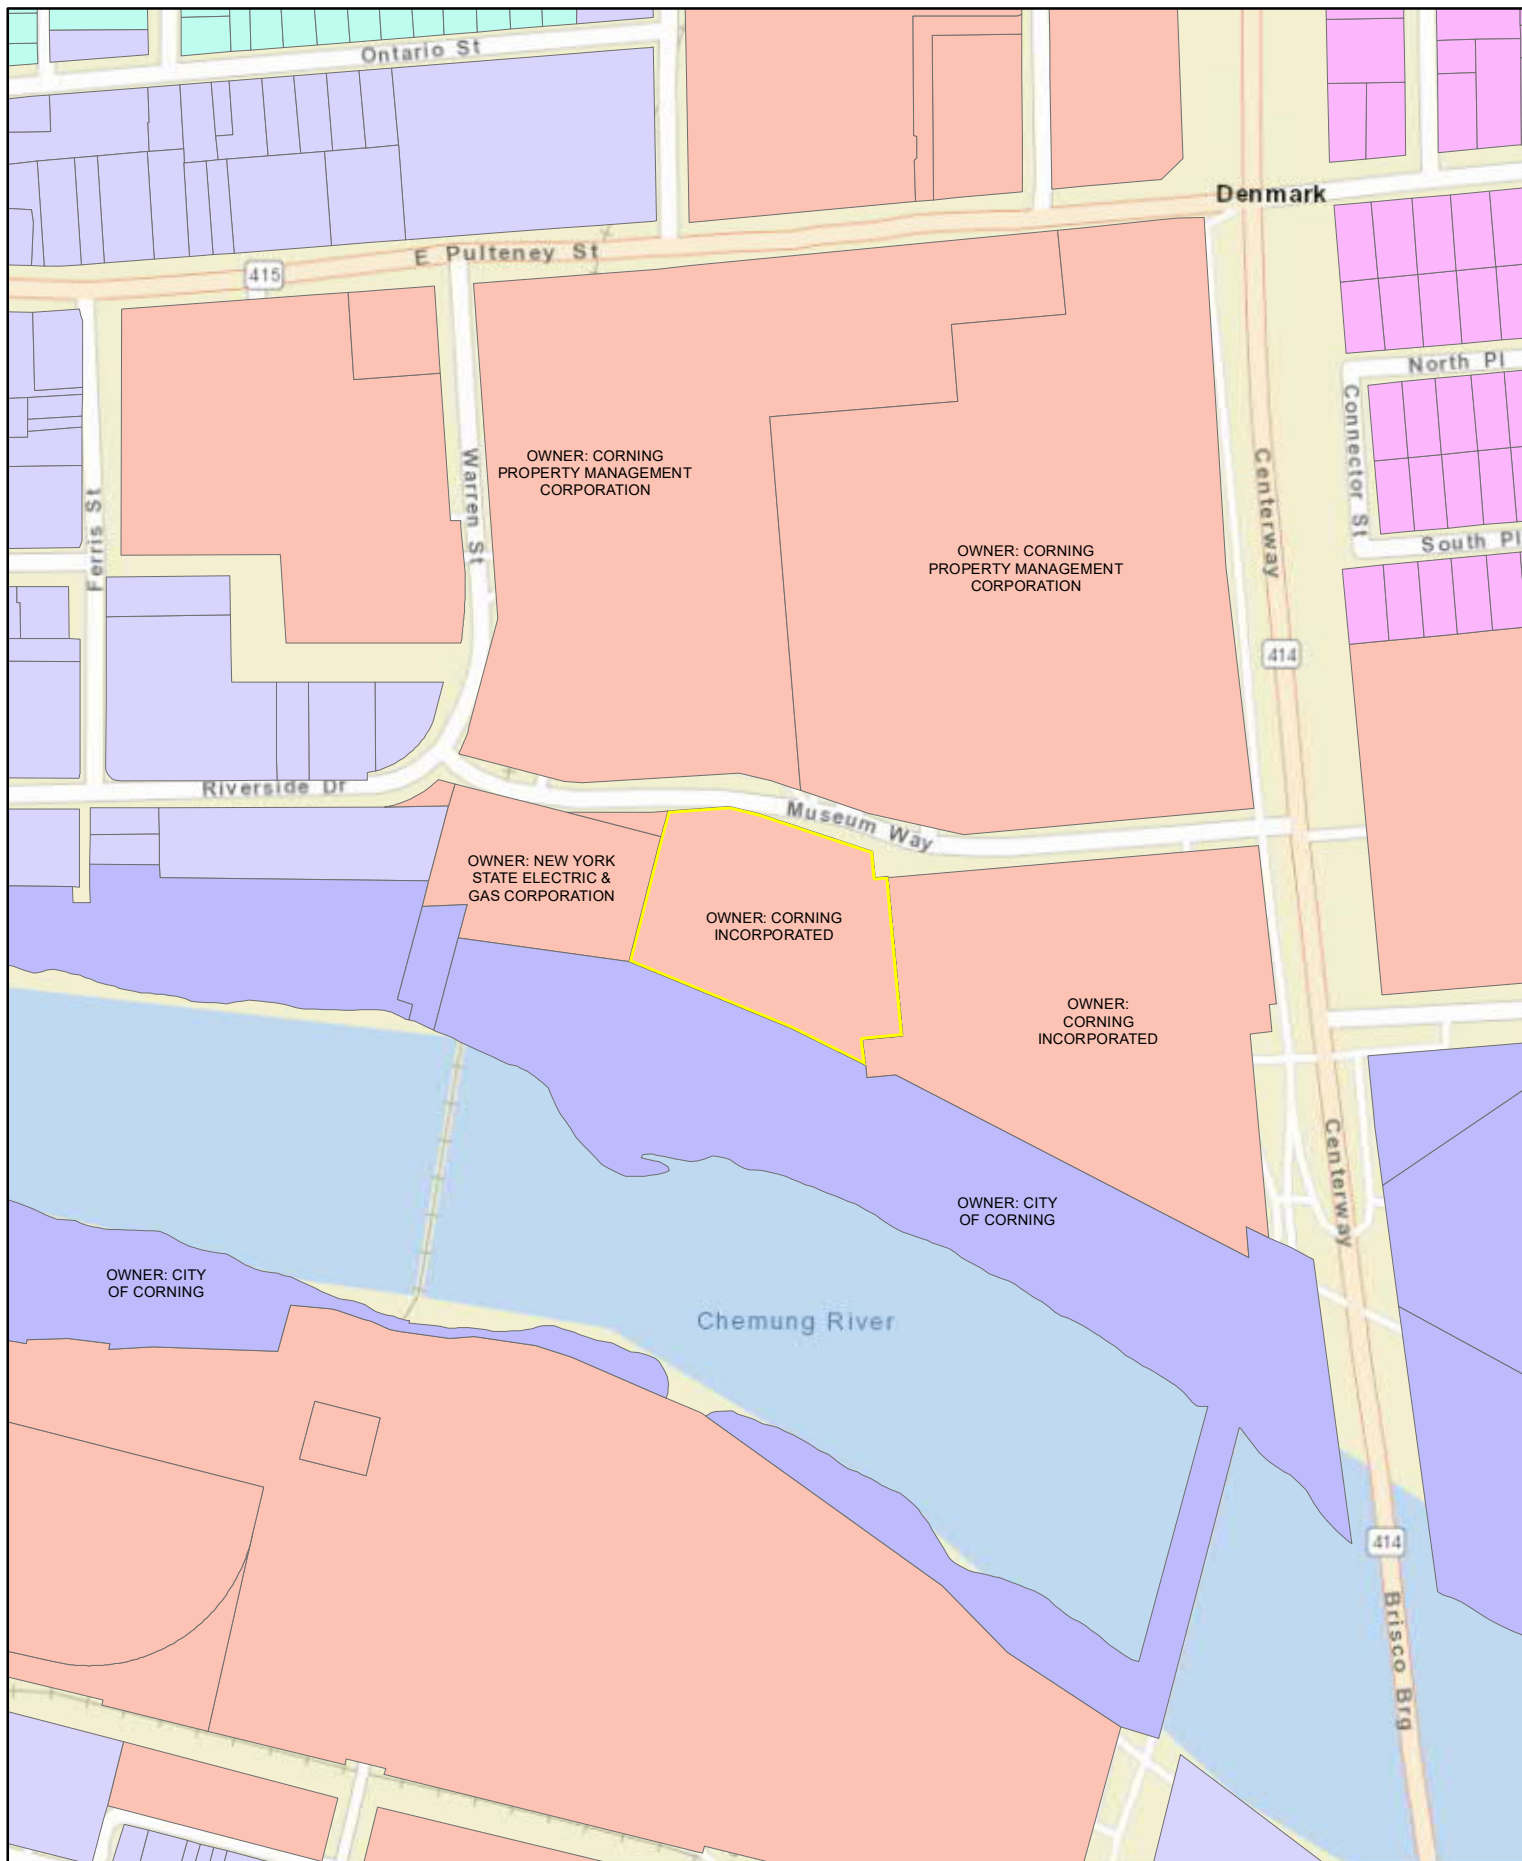 Ontario St
Denmark
E Pulteney St
415
North Pl
Connector St
OWNER: CORNING
PROPERTY MANAGEMENT
CORPORATION
Warren St
Centerway
Ferris St
South Pl
OWNER: CORNING
PROPERTY MANAGEMENT
CORPORATION
414
Riverside Dr
Museum Way
OWNER: NEW YORK
STATE ELECTRIC &
GAS CORPORATION
OWNER: CORNING
INCORPORATED
OWNER:
CORNING
INCORPORATED
Centerway
OWNER: CITY
OF CORNING
OWNER: CITY
OF CORNING
Chemung River
414
Brisco Brg